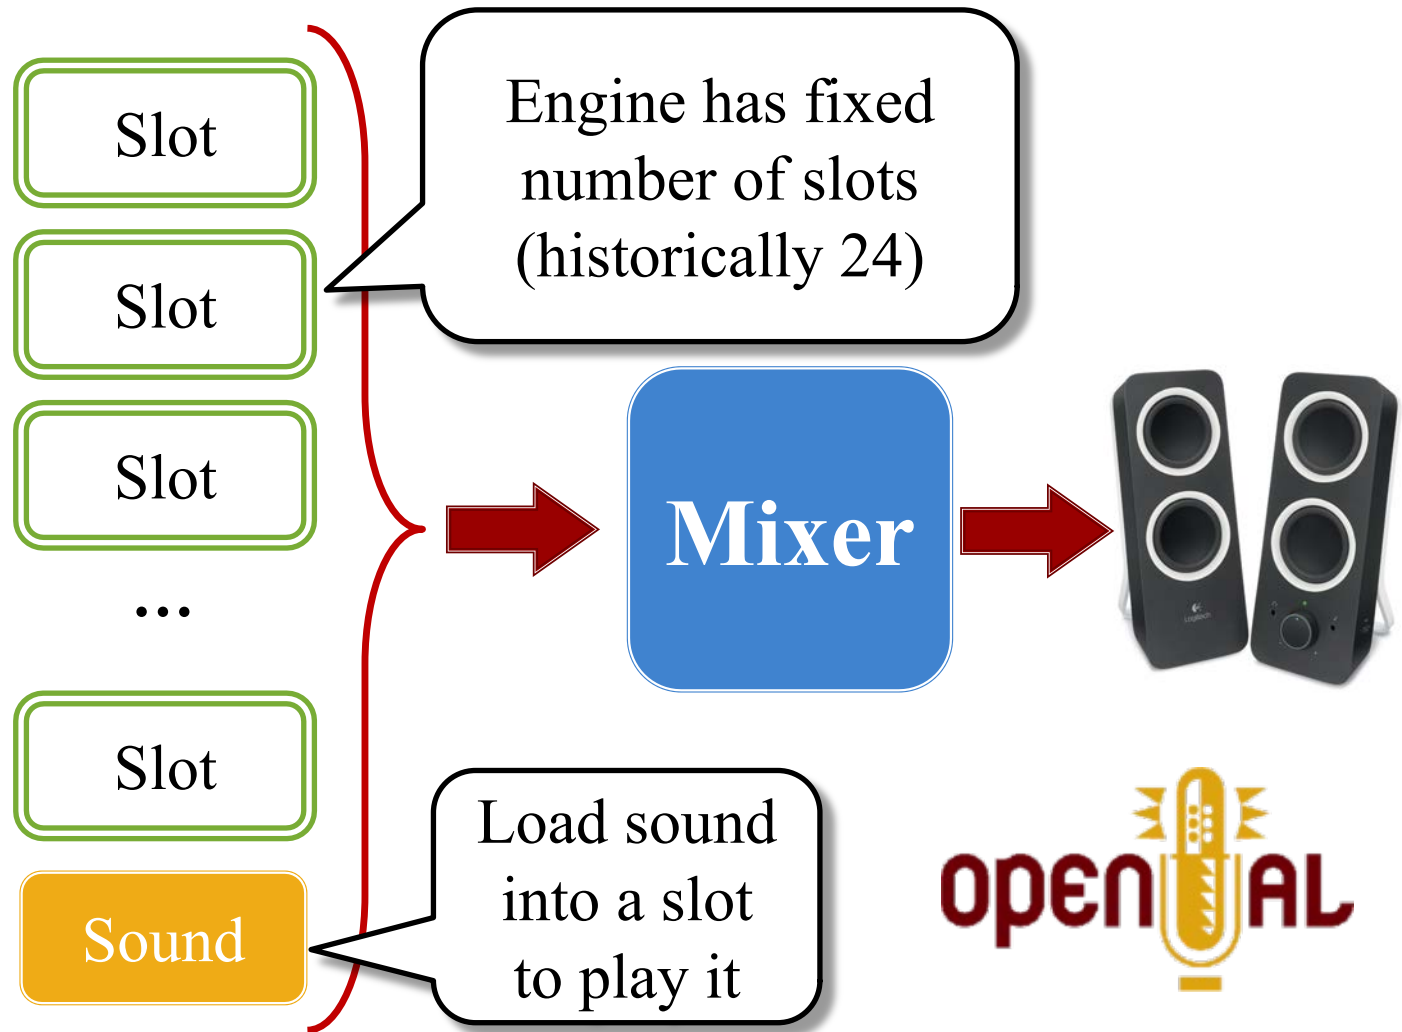 Slot
Engine has fixed
number of slots
(historically 24)
Slot
Slot
Mixer
...
Logitech
Slot
Load sound
into a slot
to play it
OPENAL
Sound